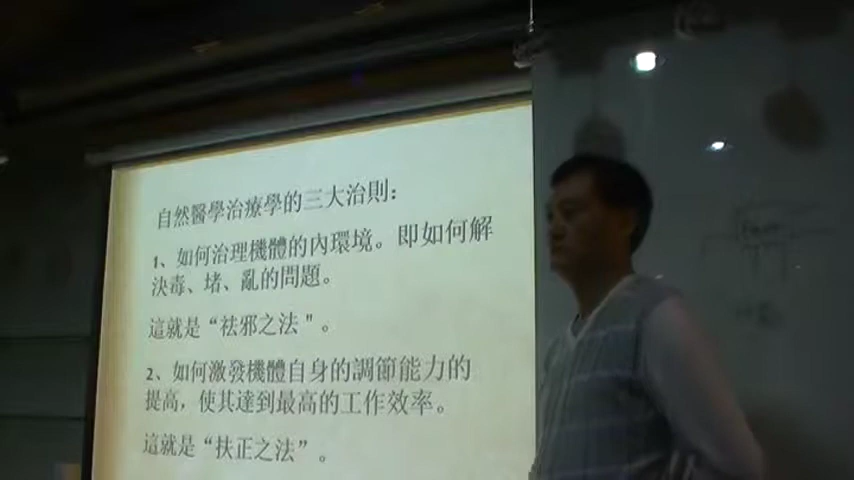 自然醫學治療學的三大治則：
1、如何治理機體的內環境。即如何解
決毒、堵、亂的問題。
這就是“祛邪之法＂。
2、如何激發機體自身的調節能力的
提高，使其達到最高的工作效率。
這就是“扶正之法”。